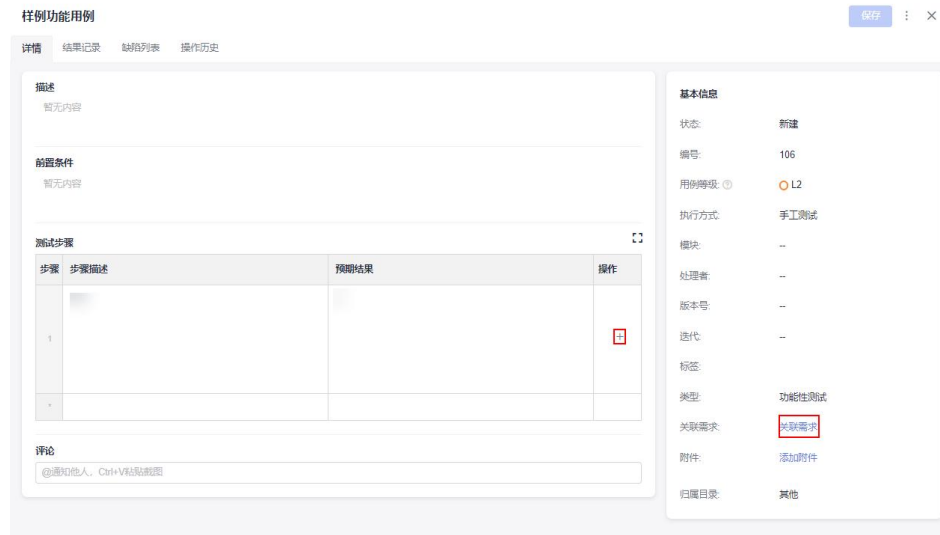 样例功能用例
保存
详情 结果记录 缺陷列表 操作历史
描述
暂无内容
前置条件
暂无内容
测试步骤
步骤 步骤描述 预期结果 操作
1
*
评论
@通知他人，Ctrl+V粘贴截图
基本信息
状态: 新建
编号: 106
用例等级: L2
执行方式: 手工测试
模块: --
处理者: --
版本号: --
迭代: --
标签:
类型: 功能性测试
关联需求: 关联需求
附件: 添加附件
归属目录: 其他